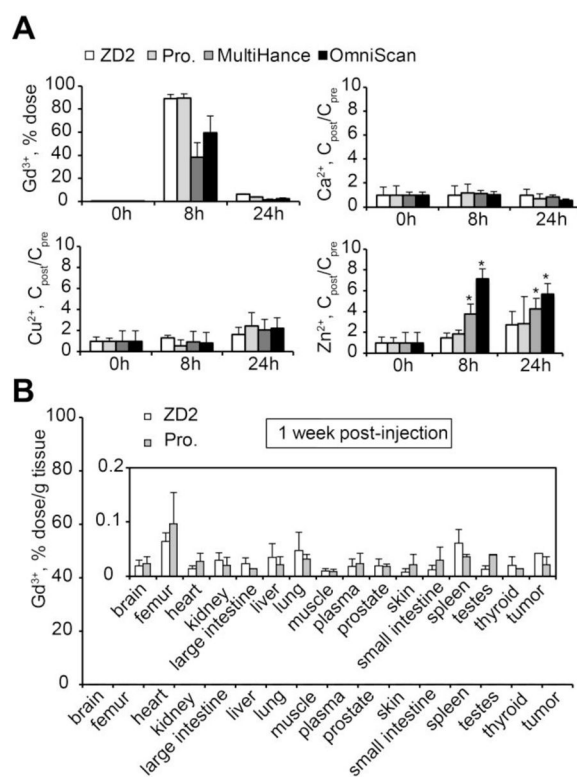 A
ZD2 Pro. MultiHance OmniScan
Gd³⁺, % dose
100
80
60
40
20
0
0h 8h 24h
Ca²⁺, Cpost/Cpre
10
8
6
4
2
0
0h 8h 24h
Cu²⁺, Cpost/Cpre
10
8
6
4
2
0
0h 8h 24h
Zn²⁺, Cpost/Cpre
10
8
6
4
2
0
* * * *
0h 8h 24h
B
ZD2
Pro.
1 week post-injection
Gd³⁺, % dose/g tissue
100
80
60
40
20
0
0.2
0.1
0
brain
femur
heart
kidney
large intestine
liver
lung
muscle
plasma
prostate
skin
small intestine
spleen
testes
thyroid
tumor
brain
femur
heart
kidney
large intestine
liver
lung
muscle
plasma
prostate
skin
small intestine
spleen
testes
thyroid
tumor